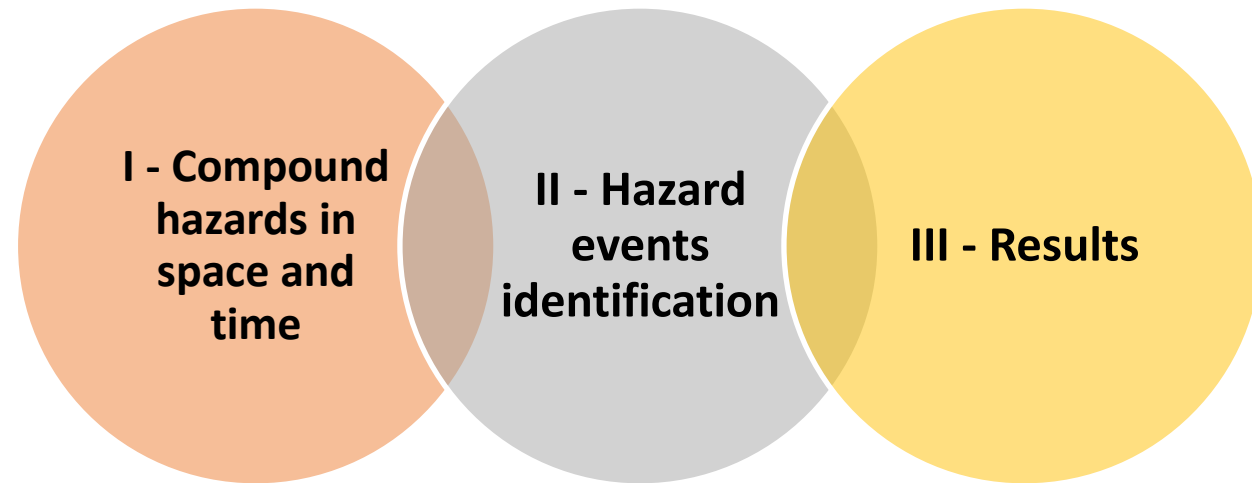 I - Compound
hazards in
space and
time
II - Hazard
events
identification
III - Results